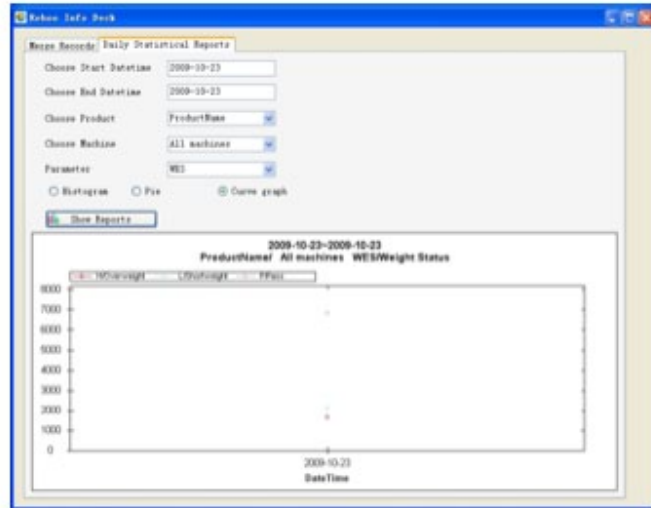 Info Desk
Merge Records Daily Statistical Reports
Choose Start Datetime 2009-10-23
Choose End Datetime 2009-10-23
Choose Product ProductName
Choose Machine All machines
Parameter WES
Histogram Pie Curve graph
Show Reports
2009-10-23~2009-10-23
ProductName/ All machines WES/Weight Status
H/Overweight L/Shortweight P/Pass
8000
7000
6000
5000
4000
3000
2000
1000
0
2009-10-23
DateTime